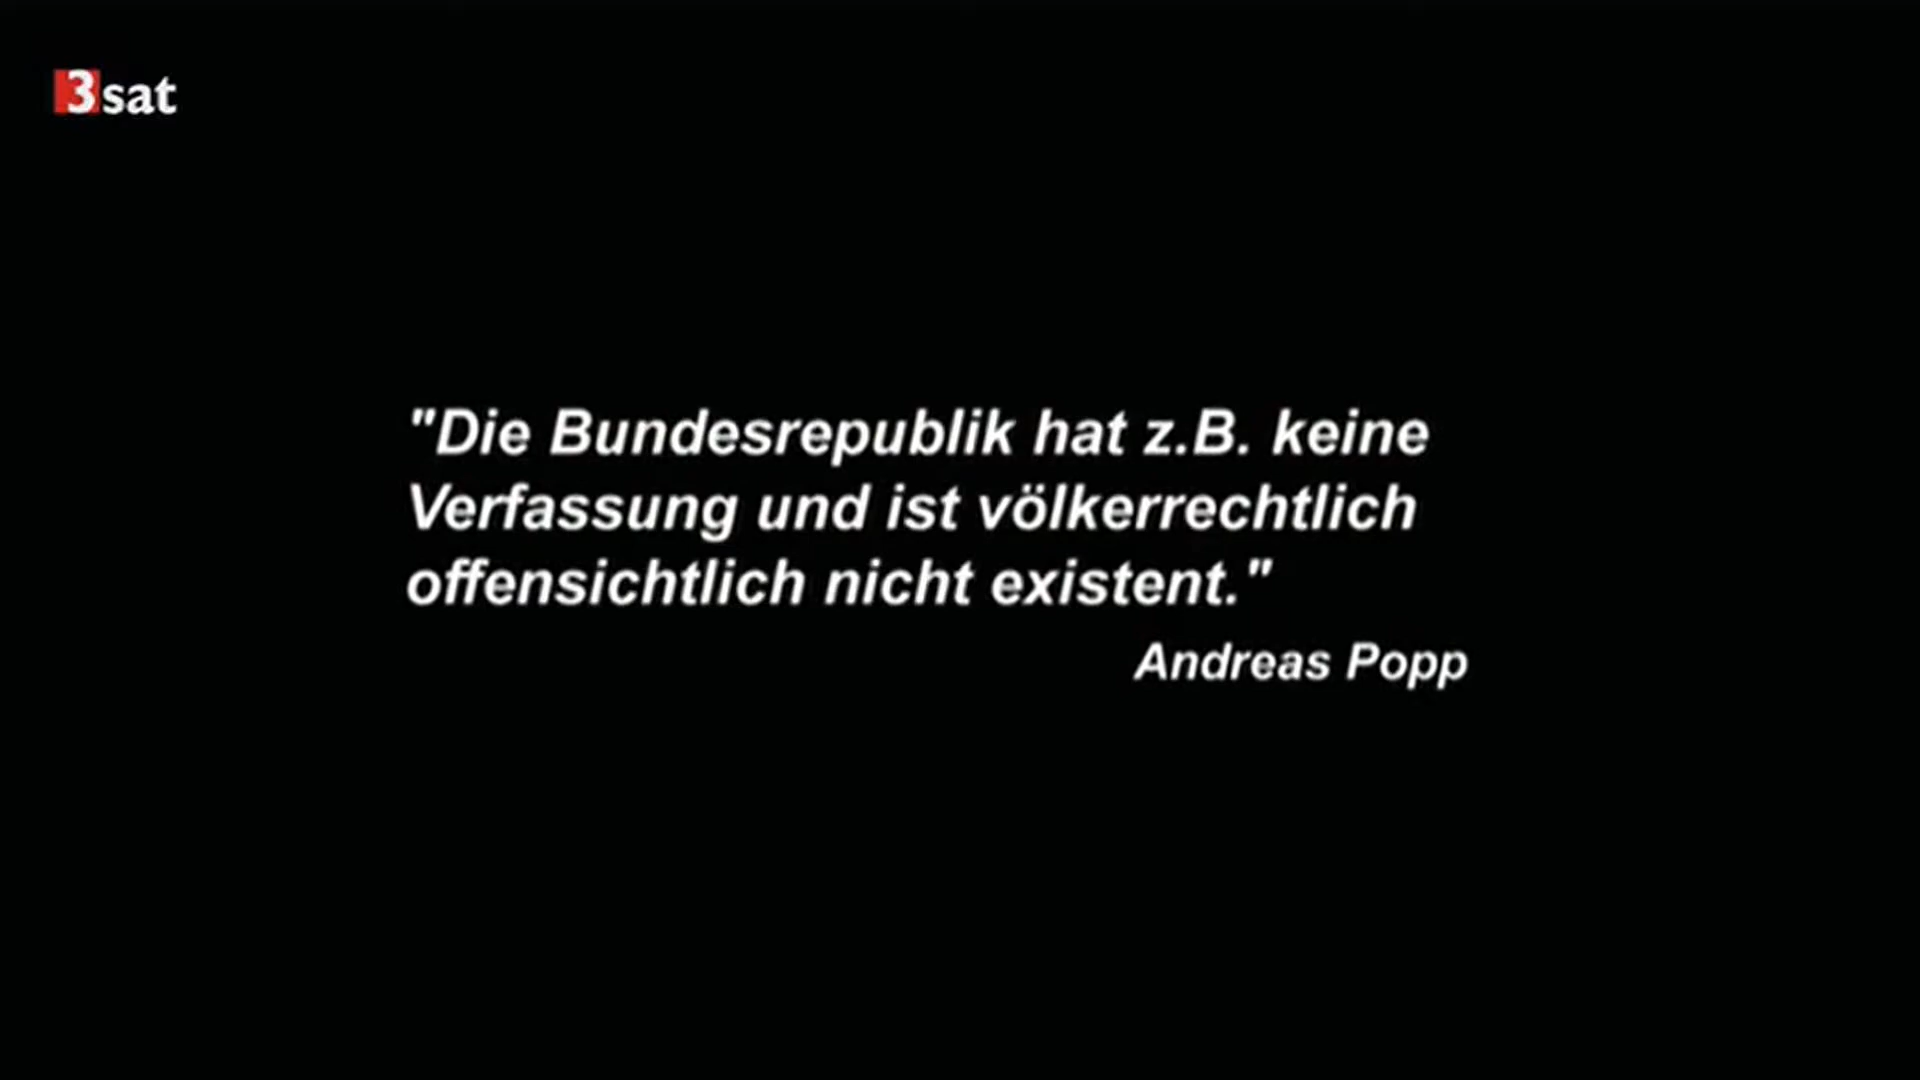 3sat
"Die Bundesrepublik hat z.B. keine
Verfassung und ist völkerrechtlich
offensichtlich nicht existent."
Andreas Popp